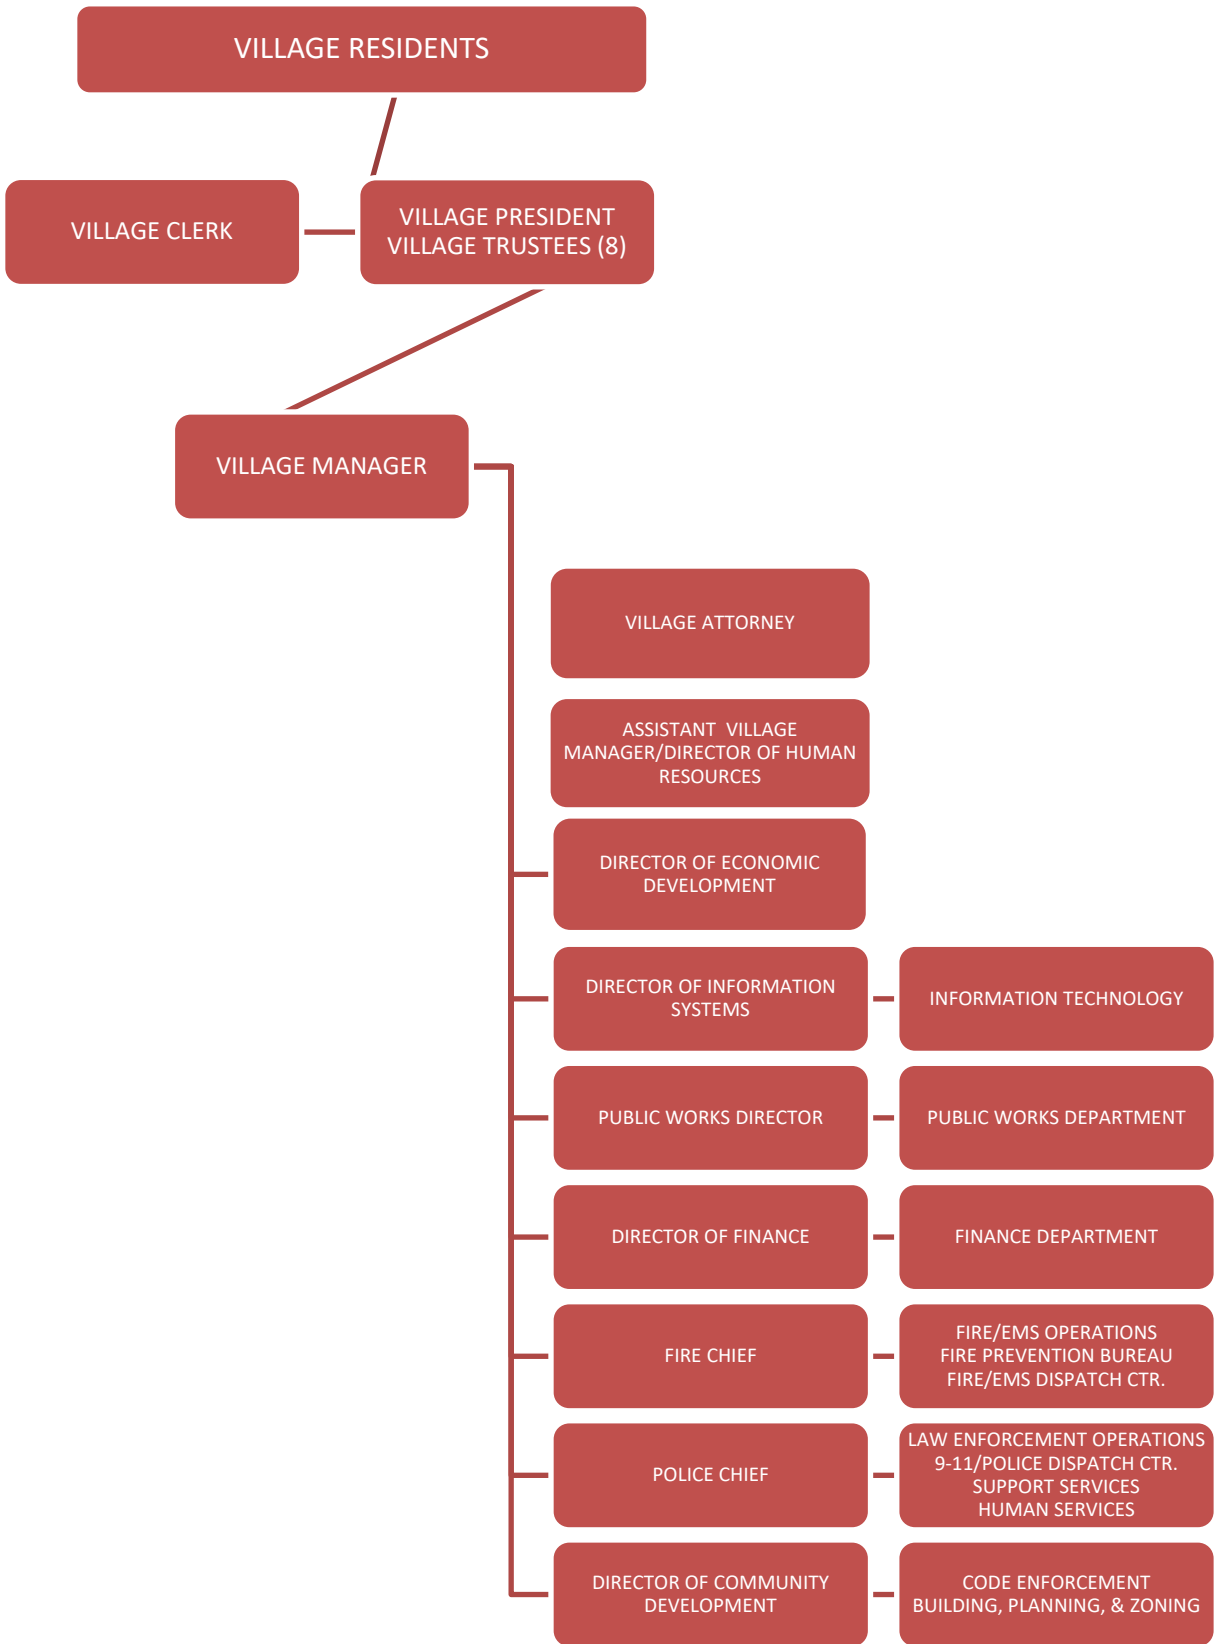 VILLAGE RESIDENTS
VILLAGE CLERK
VILLAGE PRESIDENT
VILLAGE TRUSTEES (8)
VILLAGE MANAGER
VILLAGE ATTORNEY
ASSISTANT VILLAGE
MANAGER/DIRECTOR OF HUMAN
RESOURCES
DIRECTOR OF ECONOMIC
DEVELOPMENT
DIRECTOR OF INFORMATION
SYSTEMS
INFORMATION TECHNOLOGY
PUBLIC WORKS DIRECTOR
PUBLIC WORKS DEPARTMENT
DIRECTOR OF FINANCE
FINANCE DEPARTMENT
FIRE CHIEF
FIRE/EMS OPERATIONS
FIRE PREVENTION BUREAU
FIRE/EMS DISPATCH CTR.
POLICE CHIEF
LAW ENFORCEMENT OPERATIONS
9-11/POLICE DISPATCH CTR.
SUPPORT SERVICES
HUMAN SERVICES
DIRECTOR OF COMMUNITY
DEVELOPMENT
CODE ENFORCEMENT
BUILDING, PLANNING, & ZONING